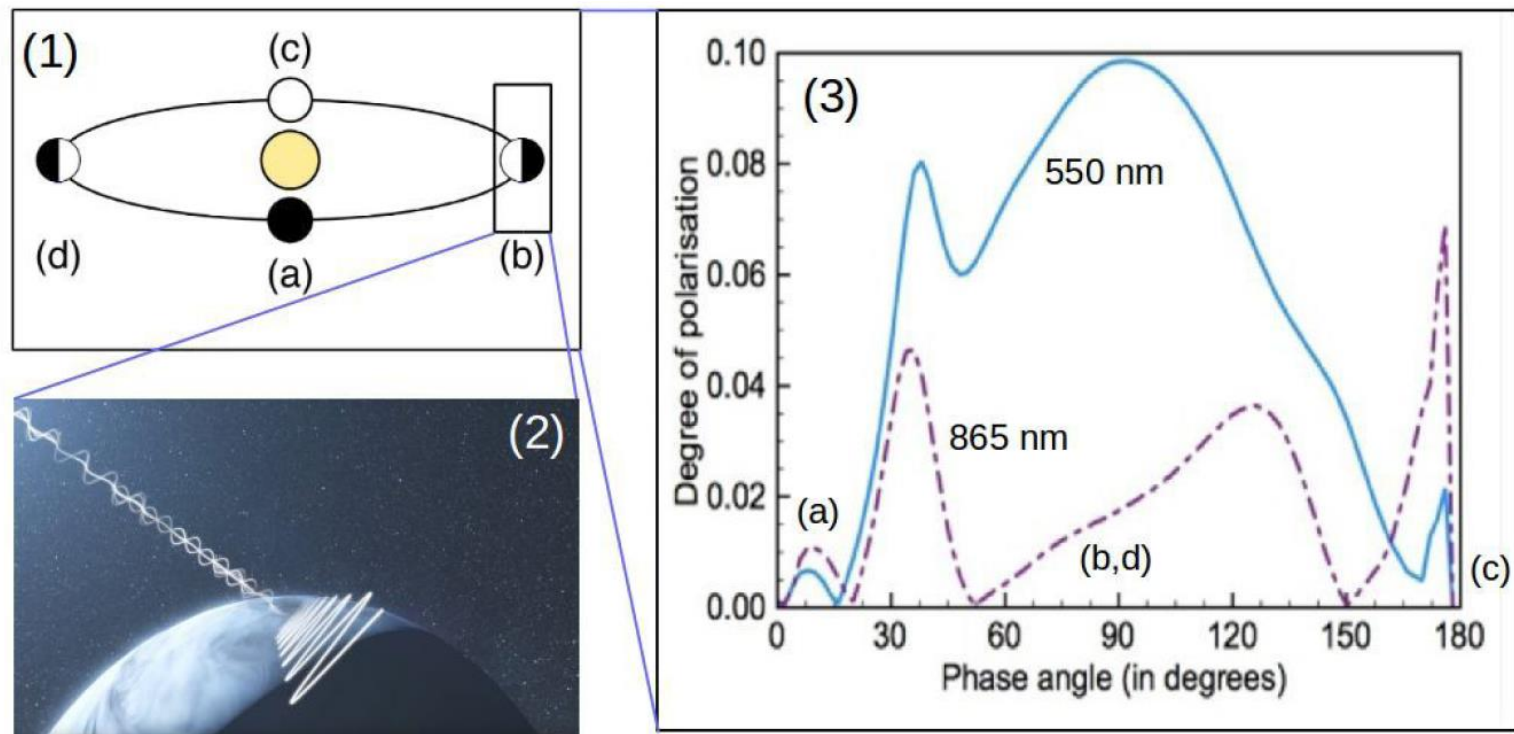 (1)
(c)
(d)
(a)
(b)
(2)
(3)
Degree of polarisation
0.10
0.08
0.06
0.04
0.02
0.00
550 nm
865 nm
(a)
(b,d)
(c)
0 30 60 90 120 150 180
Phase angle (in degrees)